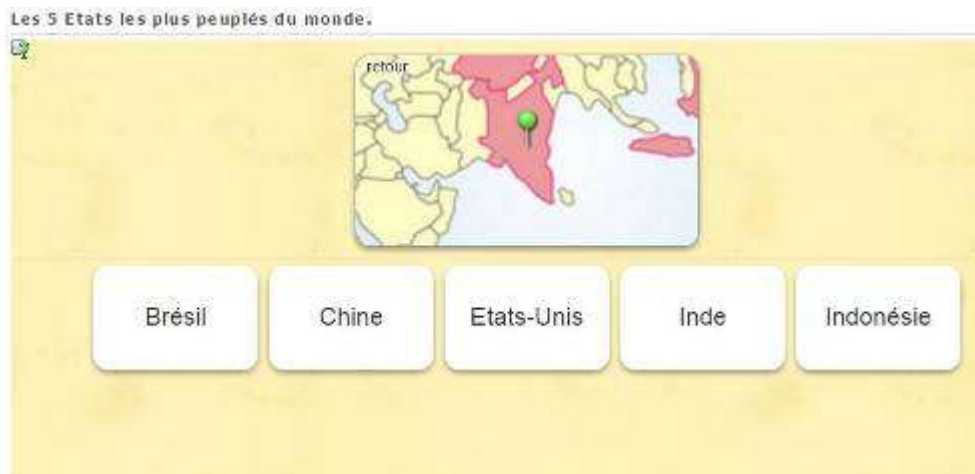 Les 5 Etats les plus peuplés du monde.
retour
Brésil
Chine
Etats-Unis
Inde
Indonésie